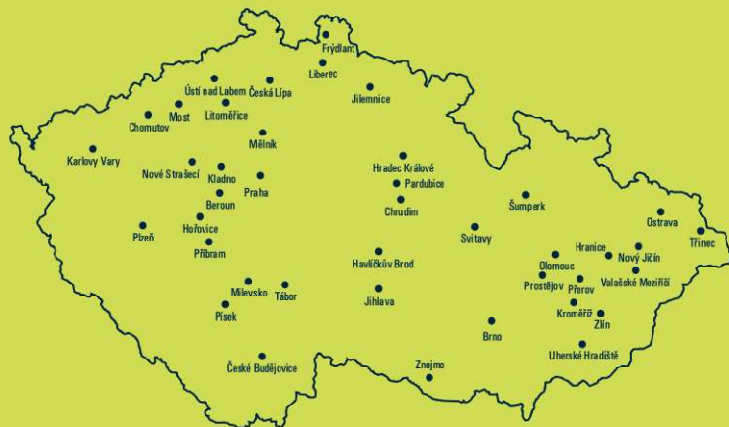 Frýdlant
Liberec
Ústí nad Labem
Česká Lípa
Jilemnice
Most
Litoměřice
Chomutov
Mělník
Karlovy Vary
Nové Strašecí
Kladno
Praha
Hradec Králové
Pardubice
Beroun
Chrudim
Šumperk
Hořovice
Plzeň
Příbram
Svitavy
Ostrava
Třinec
Havlíčkův Brod
Olomouc
Hranice
Nový Jičín
Prostějov
Přerov
Valašské Meziříčí
Milevsko
Tábor
Jihlava
Písek
Kroměříž
Zlín
Brno
Uherské Hradiště
České Budějovice
Znojmo